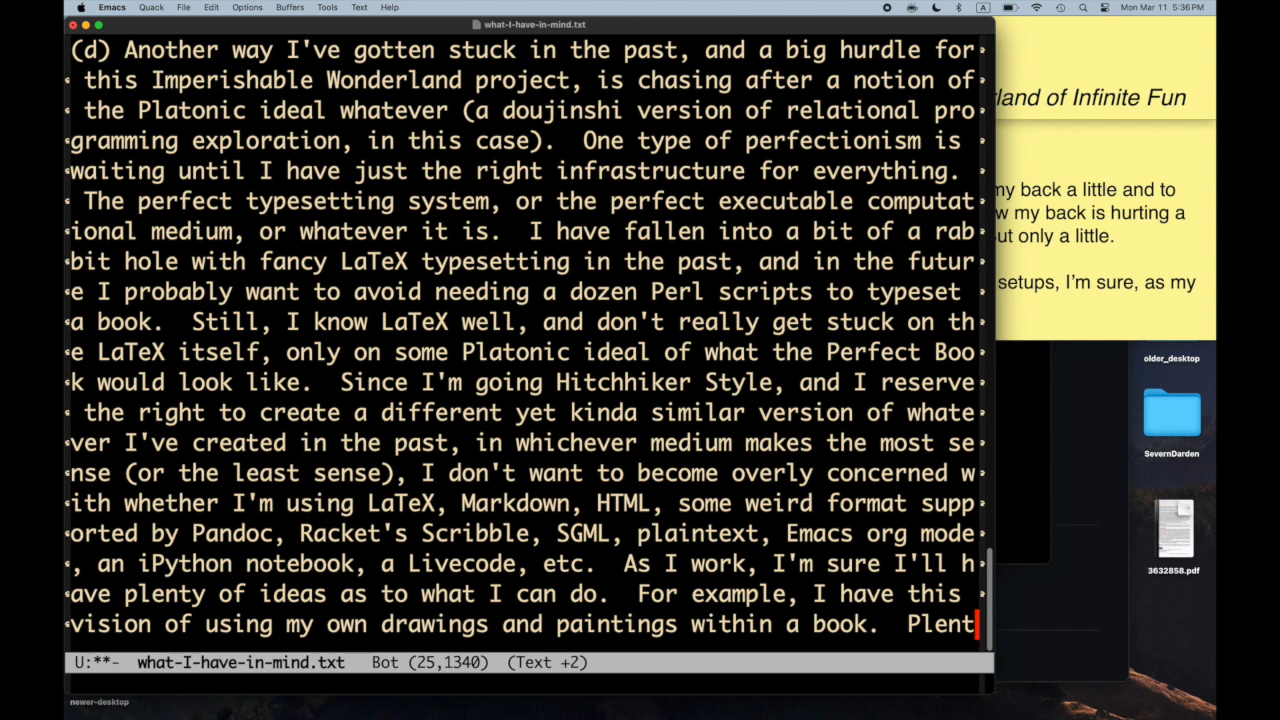 Emacs Quack File Edit Options Buffers Tools Text Help
A Mon Mar 11 5:36 PM
what-I-have-in-mind.txt
(d) Another way I've gotten stuck in the past, and a big hurdle for
this Imperishable Wonderland project, is chasing after a notion of
the Platonic ideal whatever (a doujinshi version of relational pro
gramming exploration, in this case).  One type of perfectionism is
waiting until I have just the right infrastructure for everything.
The perfect typesetting system, or the perfect executable computat
ional medium, or whatever it is.  I have fallen into a bit of a rab
bit hole with fancy LaTeX typesetting in the past, and in the futur
e I probably want to avoid needing a dozen Perl scripts to typeset
a book.  Still, I know LaTeX well, and don't really get stuck on th
e LaTeX itself, only on some Platonic ideal of what the Perfect Boo
k would look like.  Since I'm going Hitchhiker Style, and I reserve
the right to create a different yet kinda similar version of whate
ver I've created in the past, in whichever medium makes the most se
nse (or the least sense), I don't want to become overly concerned w
ith whether I'm using LaTeX, Markdown, HTML, some weird format supp
orted by Pandoc, Racket's Scribble, SGML, plaintext, Emacs org mode
, an iPython notebook, a Livecode, etc.  As I work, I'm sure I'll h
ave plenty of ideas as to what I can do.  For example, I have this
vision of using my own drawings and paintings within a book.  Plent
U:**-  what-I-have-in-mind.txt   Bot (25,1340)  (Text +2)
rland of Infinite Fun
my back a little and to
w my back is hurting a
ut only a little.
setups, I'm sure, as my
older_desktop
SevernDarden
3632858.pdf
newer-desktop